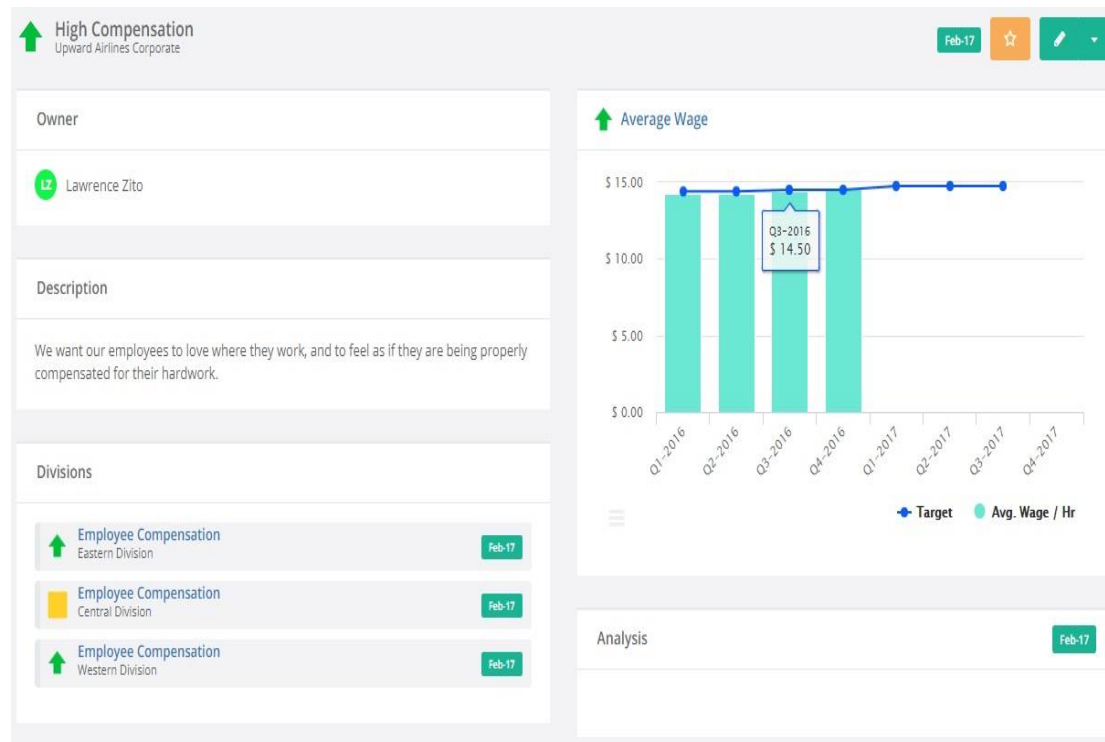 High Compensation
Upward Airlines Corporate
Feb-17
Owner
LZ Lawrence Zito
Description
We want our employees to love where they work, and to feel as if they are being properly
compensated for their hardwork.
Divisions
Employee Compensation
Eastern Division
Feb-17
Employee Compensation
Central Division
Feb-17
Employee Compensation
Western Division
Feb-17
Average Wage
$ 15.00
$ 10.00
$ 5.00
$ 0.00
Q3-2016
$ 14.50
Q1-2016
Q2-2016
Q3-2016
Q4-2016
Q1-2017
Q2-2017
Q3-2017
Q4-2017
Target
Avg. Wage / Hr
Analysis
Feb-17